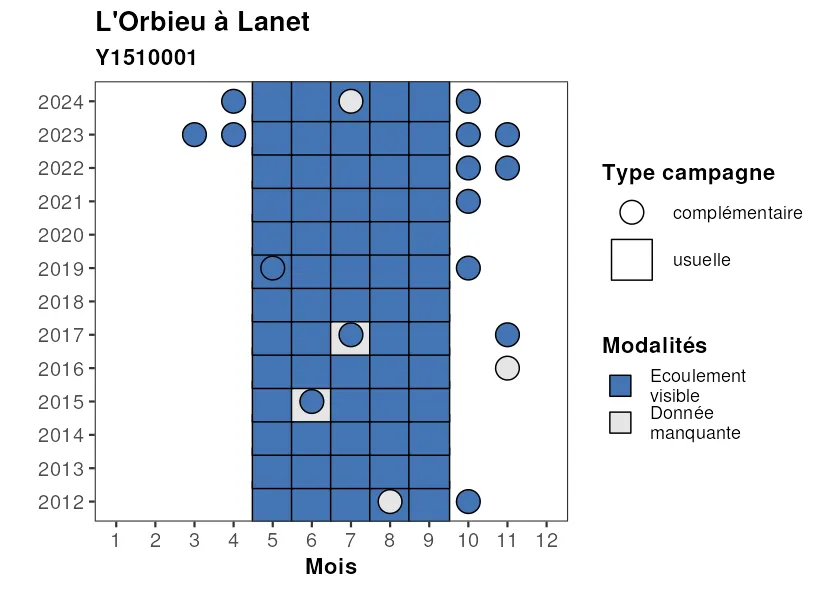 L'Orbieu à Lanet
Y1510001
2024
2023
2022
2021
2020
2019
2018
2017
2016
2015
2014
2013
2012
1 2 3 4 5 6 7 8 9 10 11 12
Mois
Type campagne
complémentaire
usuelle
Modalités
Ecoulement
visible
Donnée
manquante